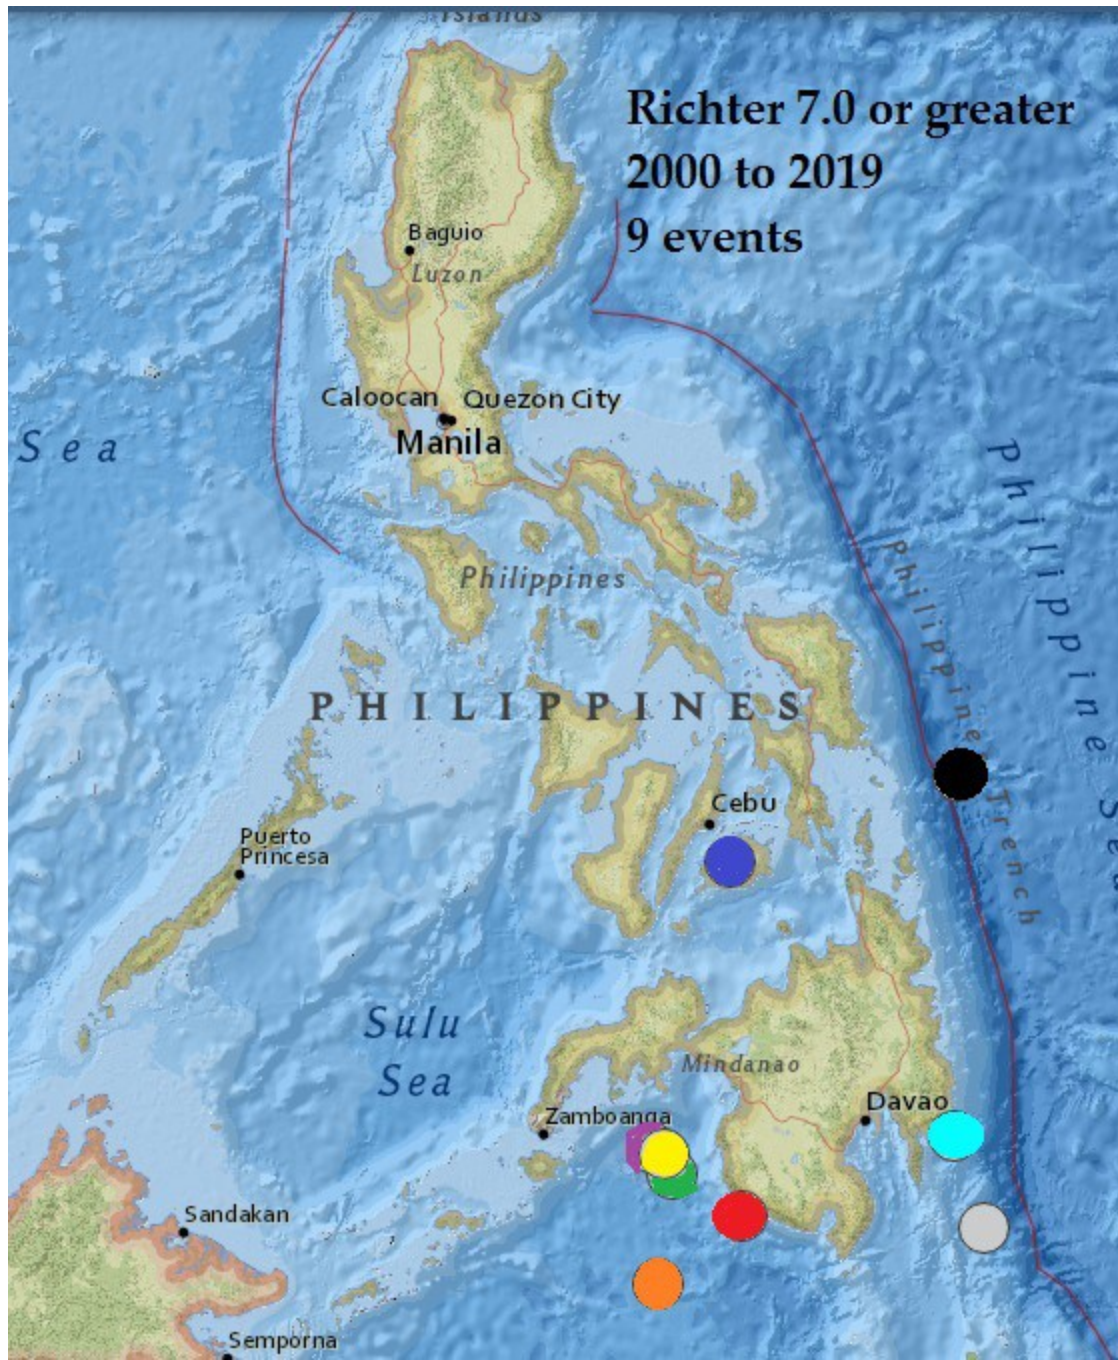 Islands
Richter 7.0 or greater
2000 to 2019
9 events
Baguio
Luzon
Caloocan
Quezon City
Manila
Sea
Philippine Sea
Philippine Trench
Philippines
PHILIPPINES
Cebu
Puerto
Princesa
Sulu
Sea
Mindanao
Davao
Zamboanga
Sandakan
Semporna